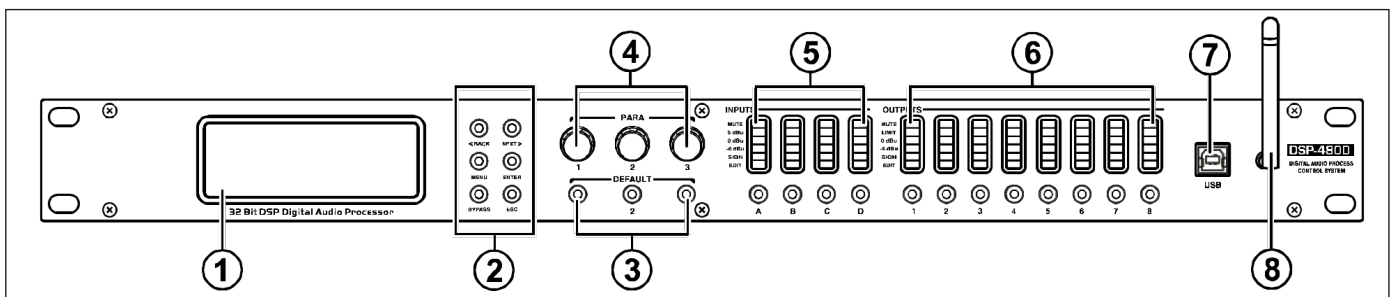 4
5
6
7
INPUTS
OUTPUTS
PARA
MUTE
6 dBu
0 dBu
-6 dBu
SIGN
EDIT
MUTE
LIMIT
0 dBu
-6 dBu
SIGN
EDIT
<BACK
NEXT>
MENU
ENTER
BYPASS
ESC
1
2
3
DEFAULT
2
A
B
C
D
1
2
3
4
5
6
7
8
USB
DSP-4800
DIGITAL AUDIO PROCESS
CONTROL SYSTEM
32 Bit DSP Digital Audio Processor
1
2
3
8